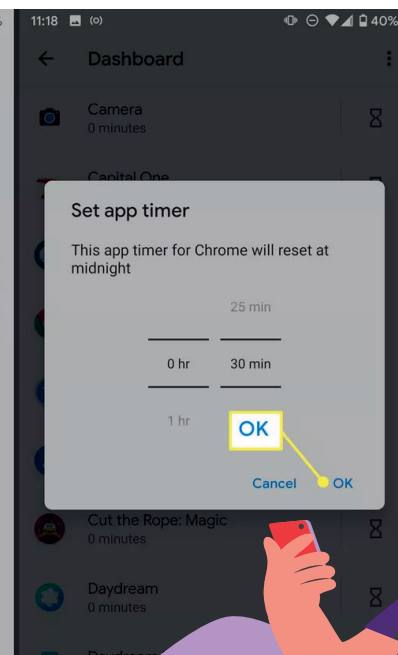 11:18
40%
Dashboard
Camera
0 minutes
Capital One
Set app timer
This app timer for Chrome will reset at
midnight
25 min
0 hr 30 min
1 hr
OK
Cancel OK
Cut the Rope: Magic
0 minutes
Daydream
0 minutes